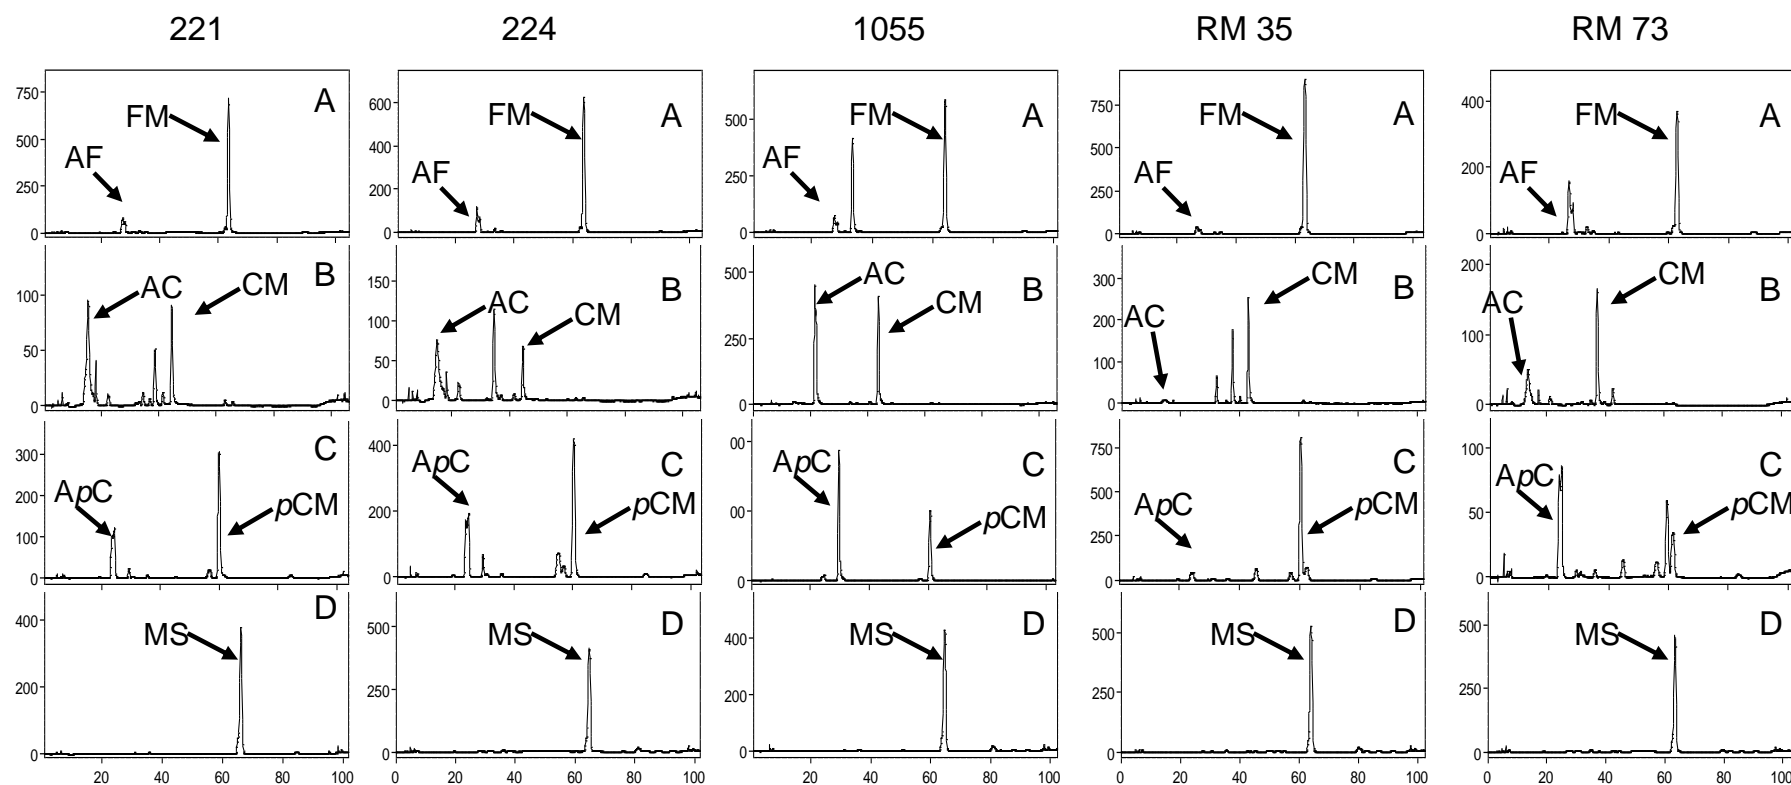 221 224 1055 RM 35 RM 73
750 FM A 600 FM A 500 FM A 750 FM A 400 FM A
500 AF 400 AF 250 AF 500 AF 200 AF
250 200 0 250 0
0 0 0
AC CM B 150 AC B 500 AC B 300 CM B 200 CM B
100 100 CM 250 CM 200 AC 100 AC
50 50 0 100 0
0 0 0
300 C 400 C 00 C 750 C 100 C
200 ApC pCM 200 ApC pCM 00 ApC pCM 500 ApC pCM 50 ApC pCM
100 0 0 250 0
0 0
400 MS D 500 MS D 400 MS D 500 MS D 500 MS D
200 250 200 250 250
0 0 0 0 0
20 40 60 80 100 0 20 40 60 80 100 20 40 60 80 100 0 20 40 60 80 100 0 20 40 60 80 100